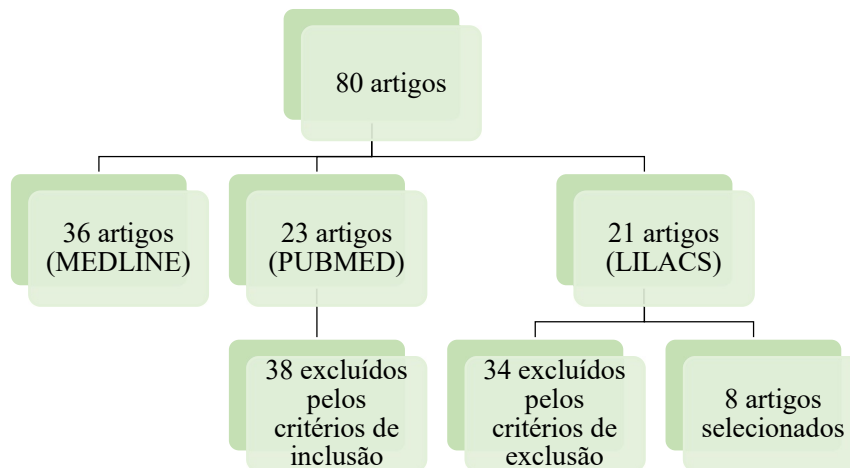 80 artigos
36 artigos
(MEDLINE)
23 artigos
(PUBMED)
21 artigos
(LILACS)
38 excluídos
pelos
critérios de
inclusão
34 excluídos
pelos
critérios de
exclusão
8 artigos
selecionados